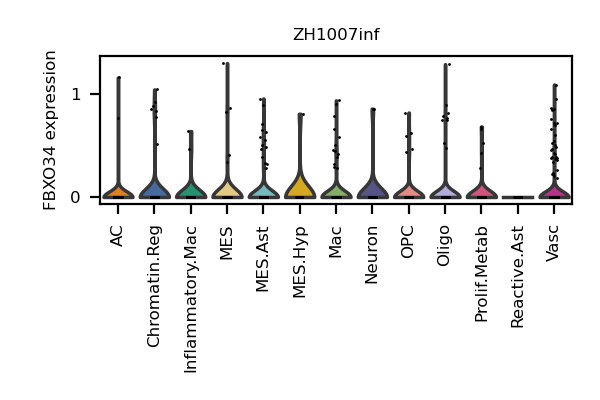 ZH1007inf
FBXO34 expression
1
0
AC
Chromatin.Reg
Inflammatory.Mac
MES
MES.Ast
MES.Hyp
Mac
Neuron
OPC
Oligo
Prolif.Metab
Reactive.Ast
Vasc